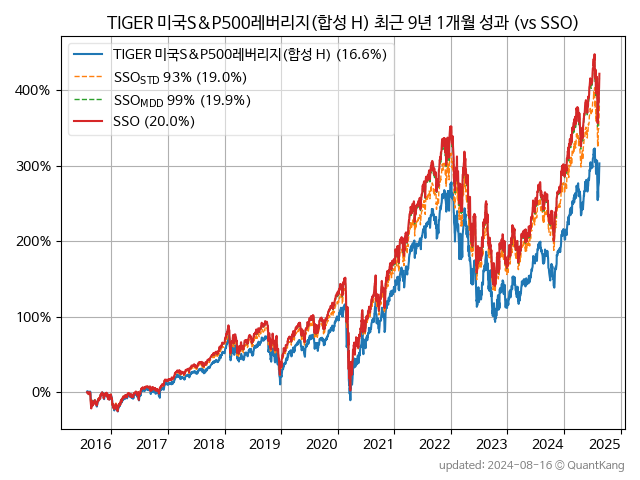 TIGER 미국S&P500레버리지(합성 H) 최근 9년 1개월 성과 (vs SSO)
TIGER 미국S&P500레버리지(합성 H) (16.6%)
SSO_STD 93% (19.0%)
SSO_MDD 99% (19.9%)
SSO (20.0%)
400%
300%
200%
100%
0%
2016 2017 2018 2019 2020 2021 2022 2023 2024 2025
updated: 2024-08-16 © QuantKang